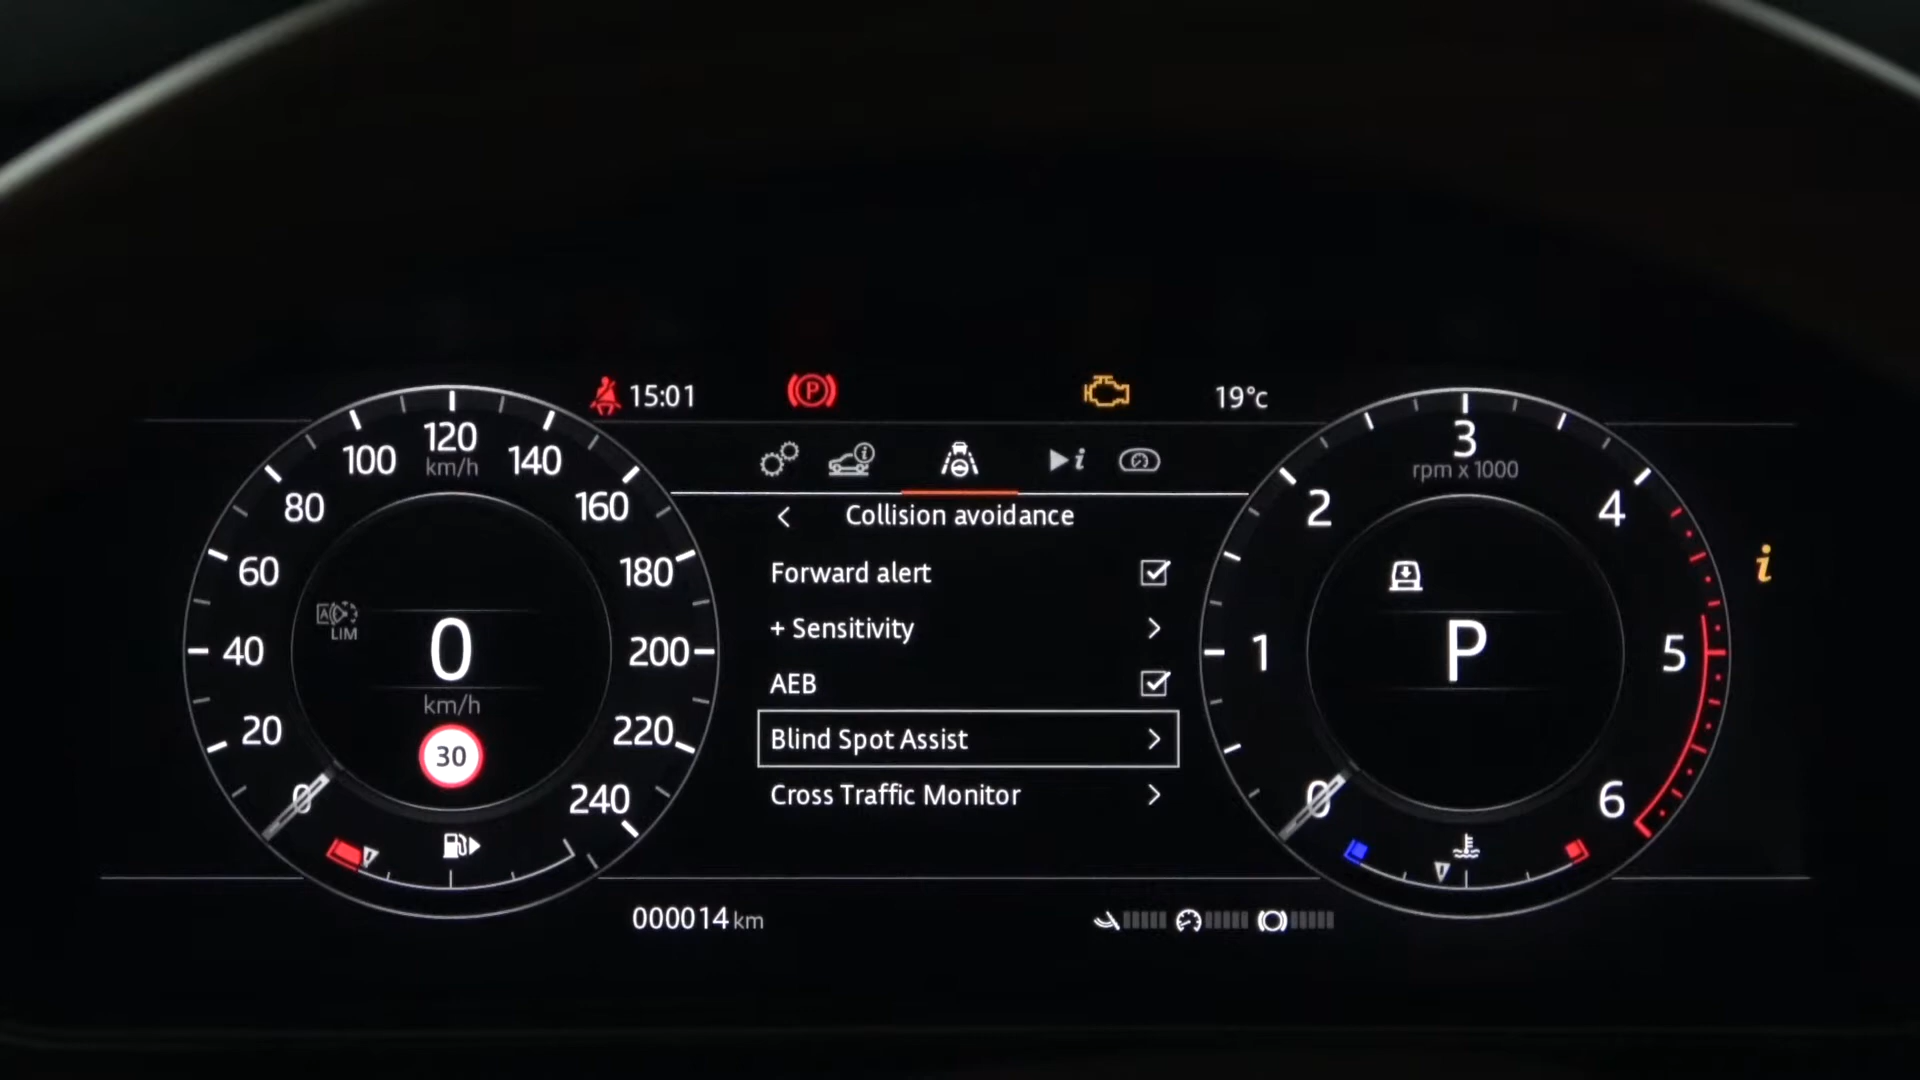 15:01
P
19°c
i
i
Collision avoidance
Forward alert
+ Sensitivity
AEB
Blind Spot Assist
Cross Traffic Monitor
0
20
40
60
80
100
120
km/h
140
160
180
200
220
240
A
LIM
0
km/h
30
0
1
2
3
rpm x 1000
4
5
6
P
i
000014 km